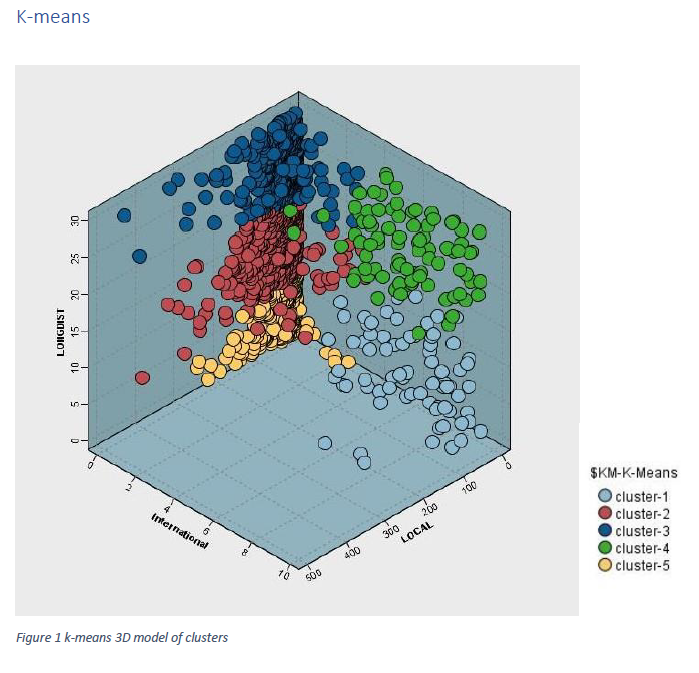 K-means
LONGDIST
30
25
20
15
10
5
0
0
2
4
6
8
10
International
500
400
300
200
100
0
LOCAL
$KM-K-Means
cluster-1
cluster-2
cluster-3
cluster-4
cluster-5
Figure 1 k-means 3D model of clusters